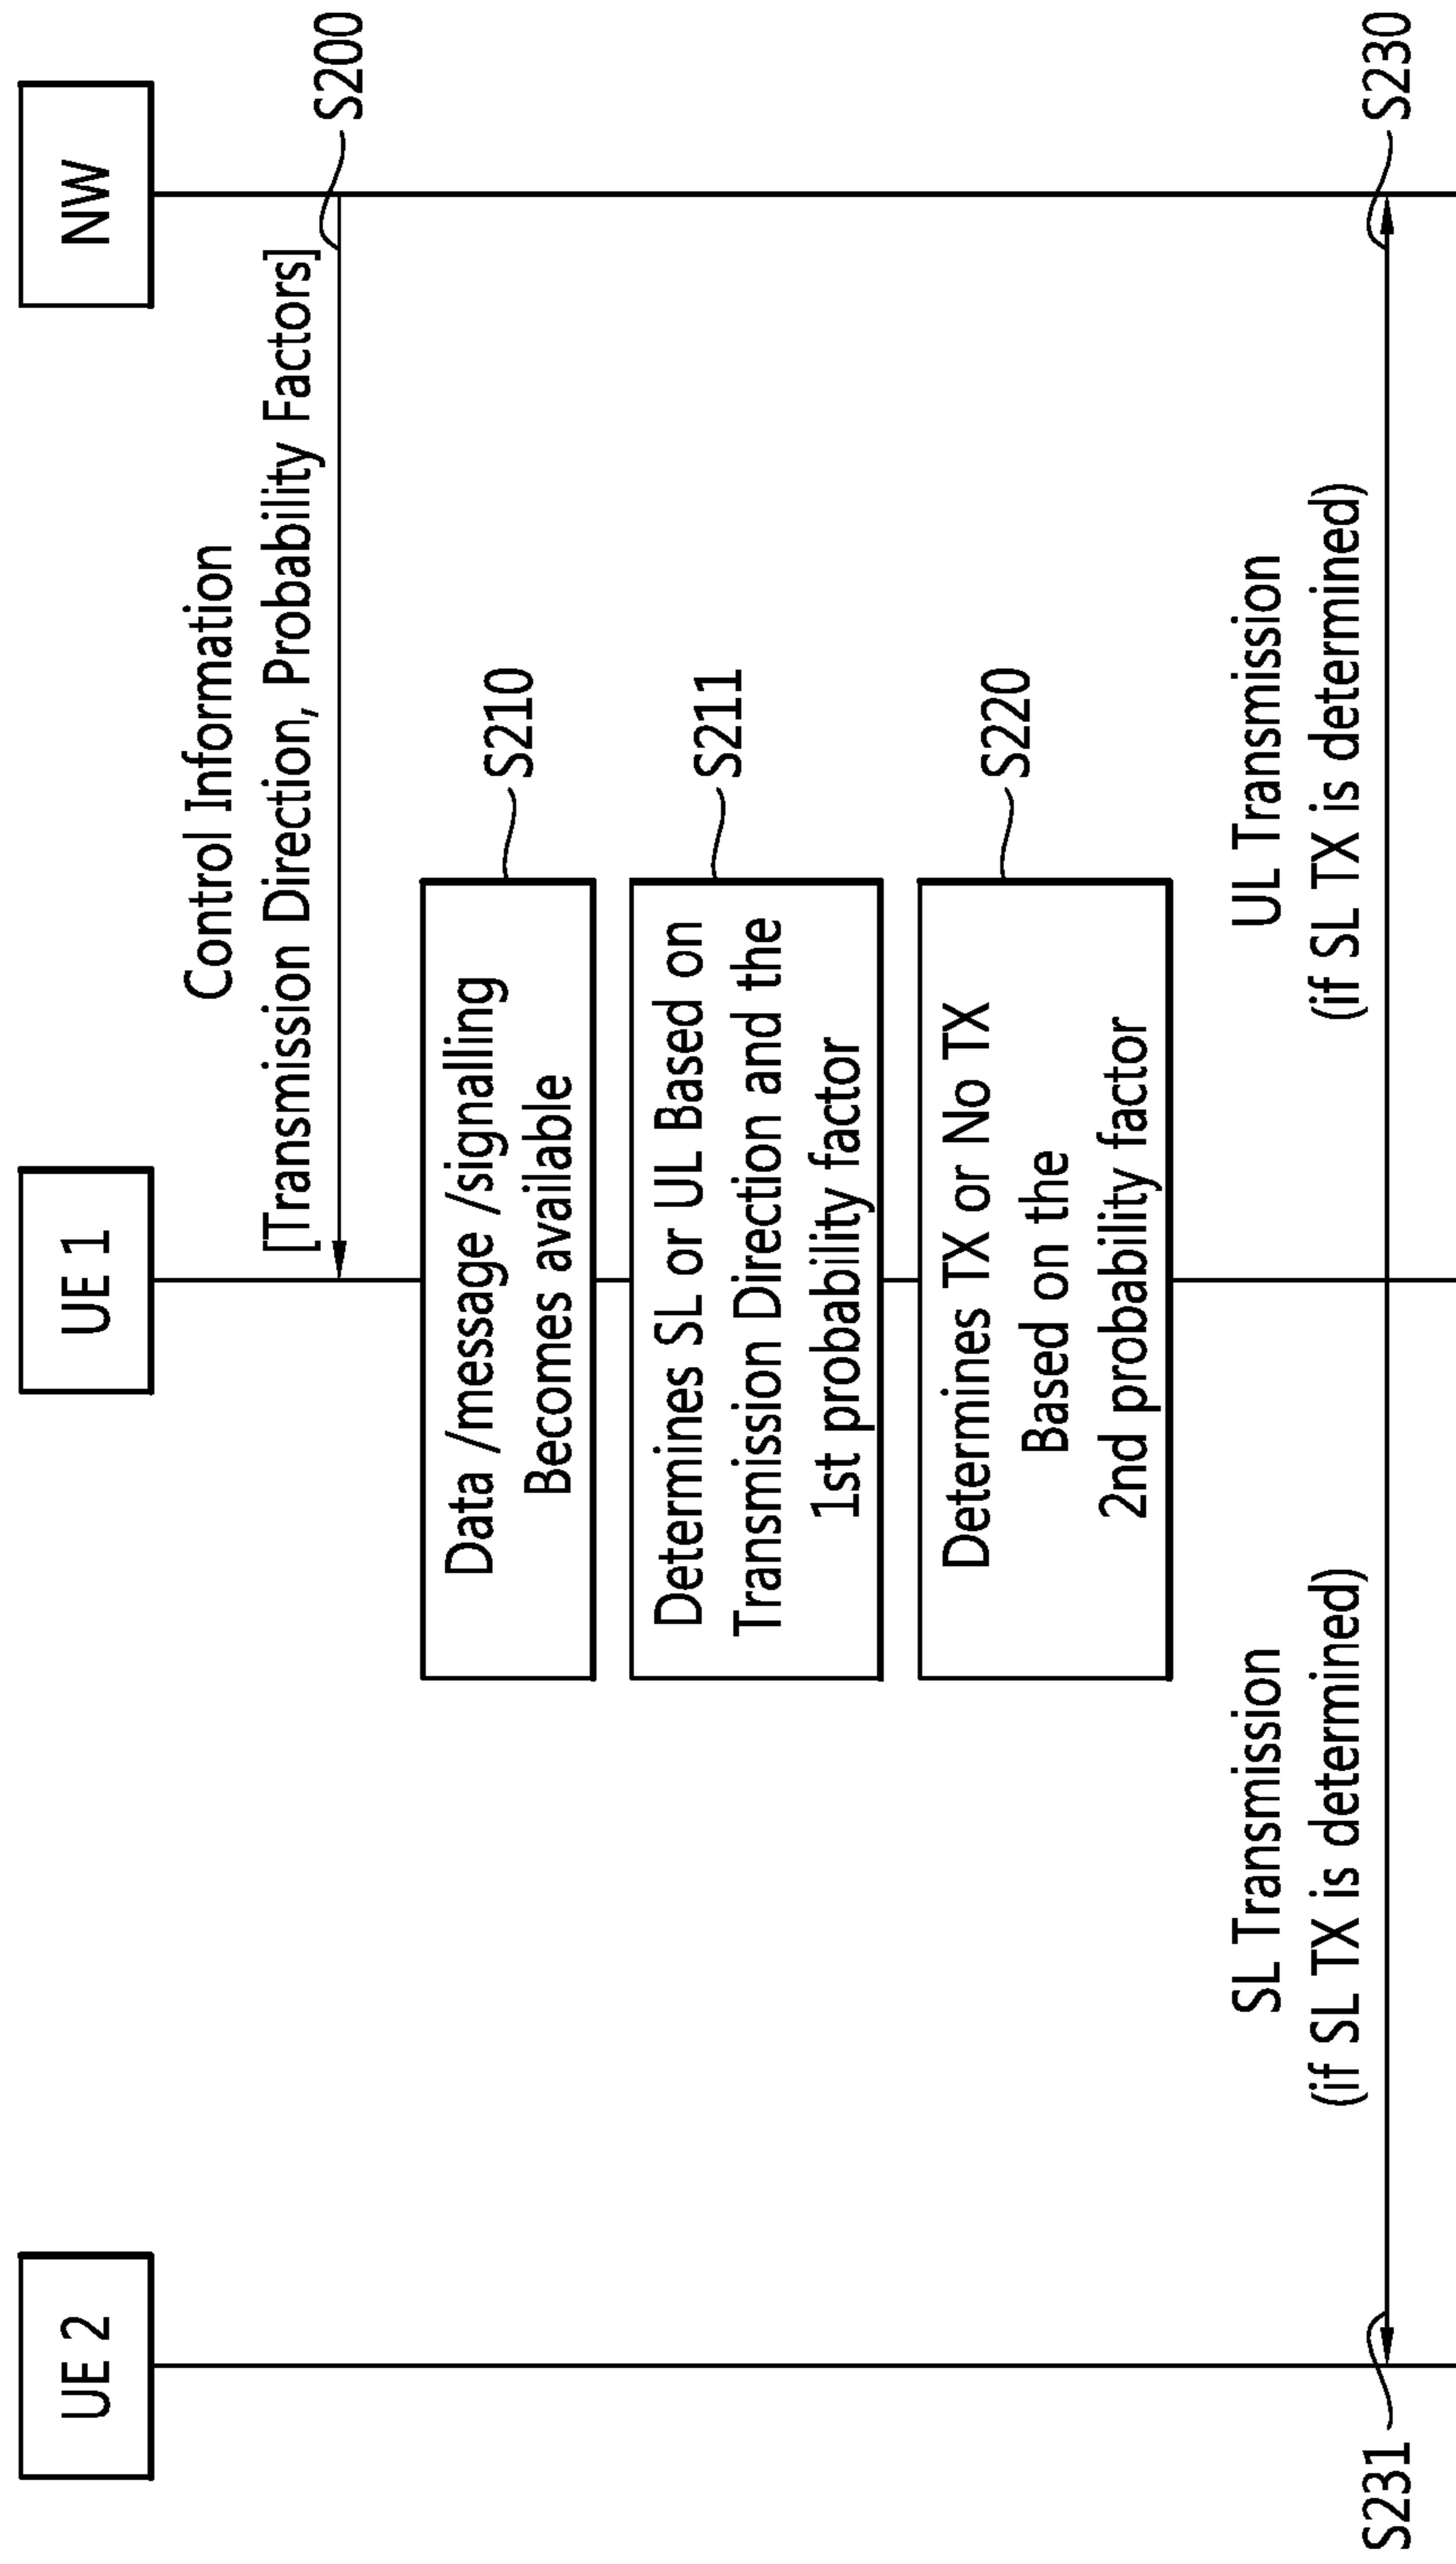 UE 2
UE 1
NW
Control Information
[Transmission Direction, Probability Factors]
S200
Data /message /signalling
Becomes available
S210
Determines SL or UL Based on
Transmission Direction and the
1st probability factor
S211
Determines TX or No TX
Based on the
2nd probability factor
S220
SL Transmission
(if SL TX is determined)
S231
UL Transmission
(if SL TX is determined)
S230